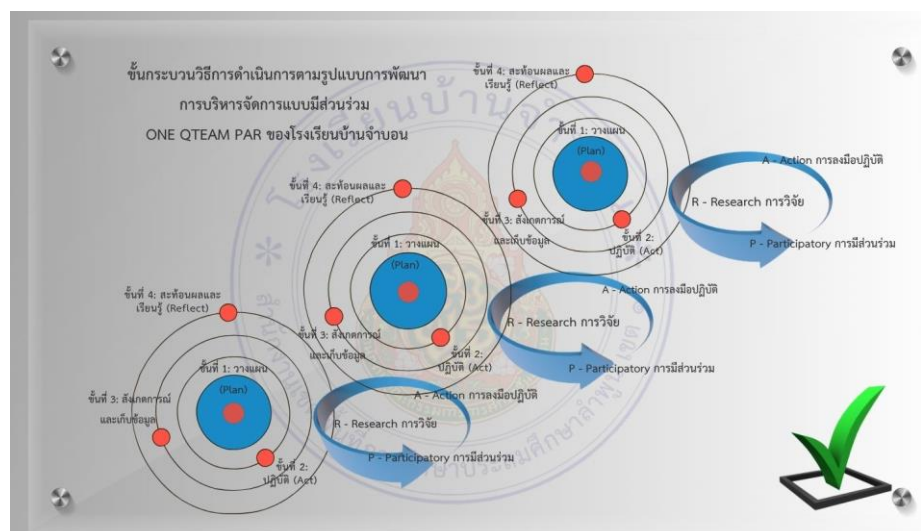 ขั้นกระบวนวิธีการดำเนินการตามรูปแบบการพัฒนา
การบริหารจัดการแบบมีส่วนร่วม
ONE QTEAM PAR ของโรงเรียนบ้านจำบอน
ขั้นที่ 4: สะท้อนผลและ
เรียนรู้ (Reflect)
ขั้นที่ 1: วางแผน
(Plan)
ขั้นที่ 3: สังเกตการณ์
และเก็บข้อมูล
ขั้นที่ 2:
ปฏิบัติ (Act)
A - Action การลงมือปฏิบัติ
R - Research การวิจัย
P - Participatory การมีส่วนร่วม
ขั้นที่ 4: สะท้อนผลและ
เรียนรู้ (Reflect)
ขั้นที่ 1: วางแผน
(Plan)
ขั้นที่ 3: สังเกตการณ์
และเก็บข้อมูล
ขั้นที่ 2:
ปฏิบัติ (Act)
A - Action การลงมือปฏิบัติ
R - Research การวิจัย
P - Participatory การมีส่วนร่วม
ขั้นที่ 4: สะท้อนผลและ
เรียนรู้ (Reflect)
ขั้นที่ 1: วางแผน
(Plan)
ขั้นที่ 3: สังเกตการณ์
และเก็บข้อมูล
ขั้นที่ 2:
ปฏิบัติ (Act)
A - Action การลงมือปฏิบัติ
R - Research การวิจัย
P - Participatory การมีส่วนร่วม